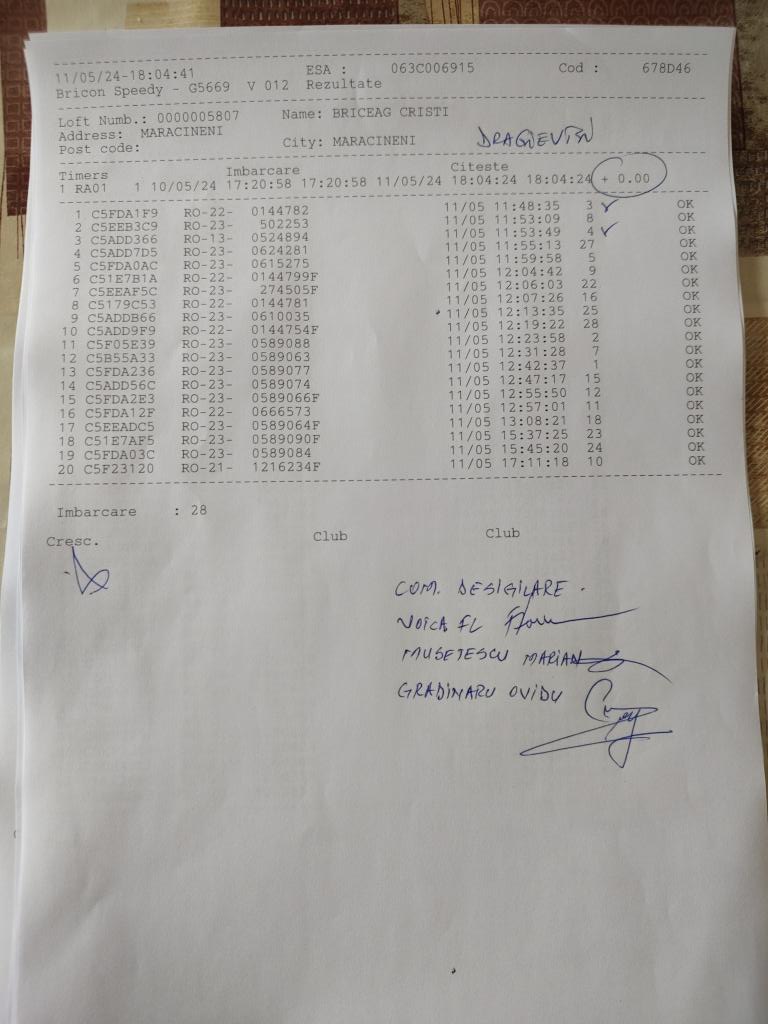 11/05/24-18:04:41 ESA : 063C006915 Cod : 678D46
Bricon Speedy - G5669 V 012 Rezultate
Loft Numb.: 0000005807 Name: BRICEAG CRISTI
Address: MARACINENI
Post code: City: MARACINENI
Timers Imbarcare Citeste
1 RA01 1 10/05/24 17:20:58 17:20:58 11/05/24 18:04:24 18:04:24 + 0.00
1 C5FDA1F9 RO-22- 0144782 11/05 11:48:35 3 ✓ OK
2 C5EEB3C9 RO-23- 502253 11/05 11:53:09 8 OK
3 C5ADD366 RO-13- 0524894 11/05 11:53:49 4 ✓ OK
4 C5ADD7D5 RO-23- 0624281 11/05 11:55:13 27 OK
5 C5FDA0AC RO-23- 0615275 11/05 11:59:58 5 OK
6 C51E7B1A RO-22- 0144799F 11/05 12:04:42 9 OK
7 C5EEAF5C RO-23- 274505F 11/05 12:06:03 22 OK
8 C5179C53 RO-22- 0144781 11/05 12:07:26 16 OK
9 C5ADDB66 RO-23- 0610035 11/05 12:13:35 25 OK
10 C5ADD9F9 RO-22- 0144754F 11/05 12:19:22 28 OK
11 C5F05E39 RO-23- 0589088 11/05 12:23:58 2 OK
12 C5B55A33 RO-23- 0589063 11/05 12:31:28 7 OK
13 C5FDA236 RO-23- 0589077 11/05 12:42:37 1 OK
14 C5ADD56C RO-23- 0589074 11/05 12:47:17 15 OK
15 C5FDA2E3 RO-23- 0589066F 11/05 12:55:50 12 OK
16 C5FDA12F RO-22- 0666573 11/05 12:57:01 11 OK
17 C5EEADC5 RO-23- 0589064F 11/05 13:08:21 18 OK
18 C51E7AF5 RO-23- 0589090F 11/05 15:37:25 23 OK
19 C5FDA03C RO-23- 0589084 11/05 15:45:20 24 OK
20 C5F23120 RO-21- 1216234F 11/05 17:11:18 10 OK
Imbarcare : 28
Cresc. Club Club
COM. DESIGILARE.
VOICA FL
MUSETESCU MARIAN
GRADINARU OVIDU